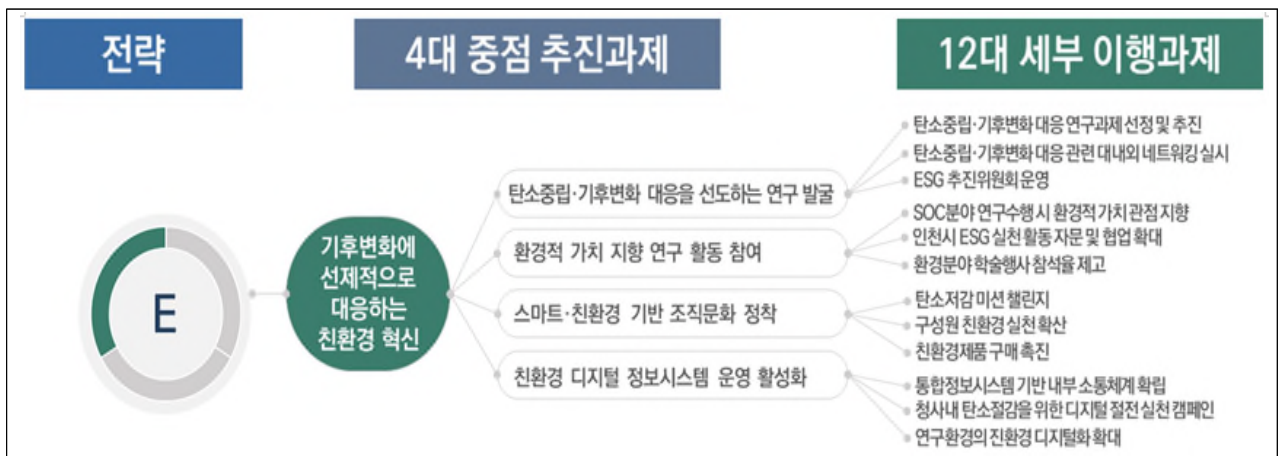 전략
4대 중점 추진과제
12대 세부 이행과제
E
기후변화에
선제적으로
대응하는
친환경 혁신
탄소중립·기후변화 대응을 선도하는 연구 발굴
탄소중립·기후변화 대응 연구과제 선정 및 추진
탄소중립·기후변화 대응 관련 대내외 네트워킹 실시
ESG 추진위원회 운영
환경적 가치 지향 연구 활동 참여
SOC분야 연구수행 시 환경적 가치 관점 지향
인천시 ESG 실천 활동 자문 및 협업 확대
환경분야 학술행사 참석율 제고
스마트·친환경 기반 조직문화 정착
탄소저감 미션 챌린지
구성원 친환경 실천 확산
친환경제품 구매 촉진
친환경 디지털 정보시스템 운영 활성화
통합정보시스템 기반 내부 소통체계 확립
청사내 탄소절감을 위한 디지털 절전 실천 캠페인
연구환경의 친환경 디지털화 확대